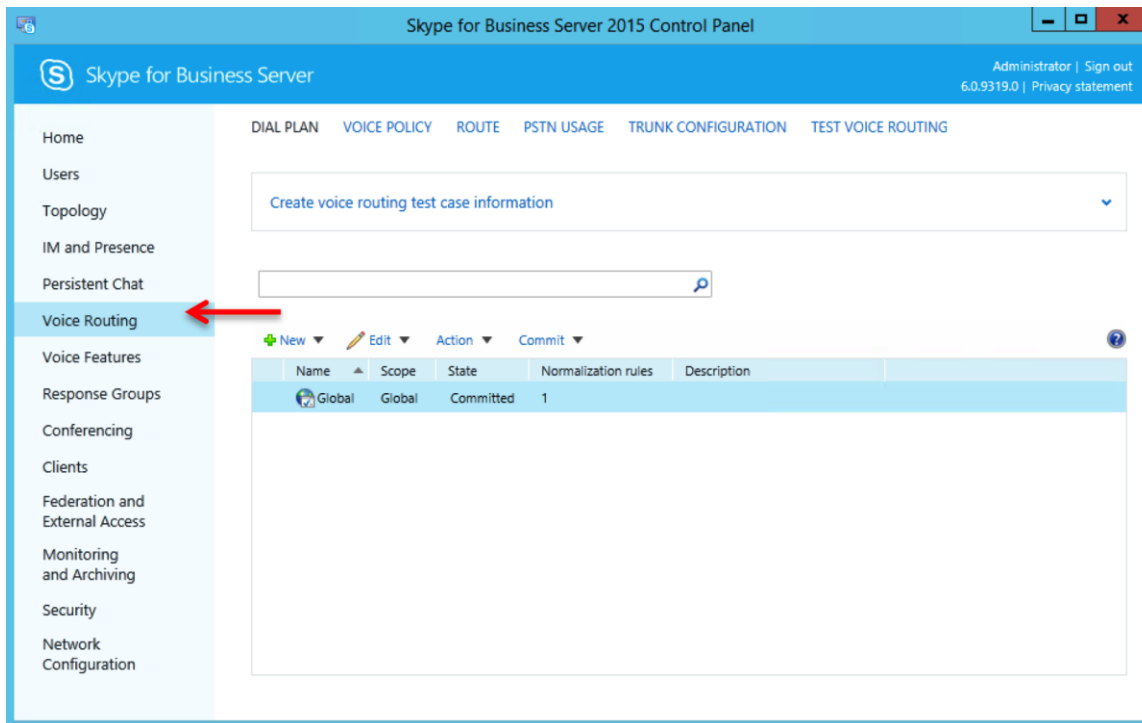 Skype for Business Server 2015 Control Panel
Skype for Business Server
Administrator | Sign out
6.0.9319.0 | Privacy statement
Home
Users
Topology
IM and Presence
Persistent Chat
Voice Routing
Voice Features
Response Groups
Conferencing
Clients
Federation and
External Access
Monitoring
and Archiving
Security
Network
Configuration
DIAL PLAN VOICE POLICY ROUTE PSTN USAGE TRUNK CONFIGURATION TEST VOICE ROUTING
Create voice routing test case information
New Edit Action Commit
Name Scope State Normalization rules Description
Global Global Committed 1